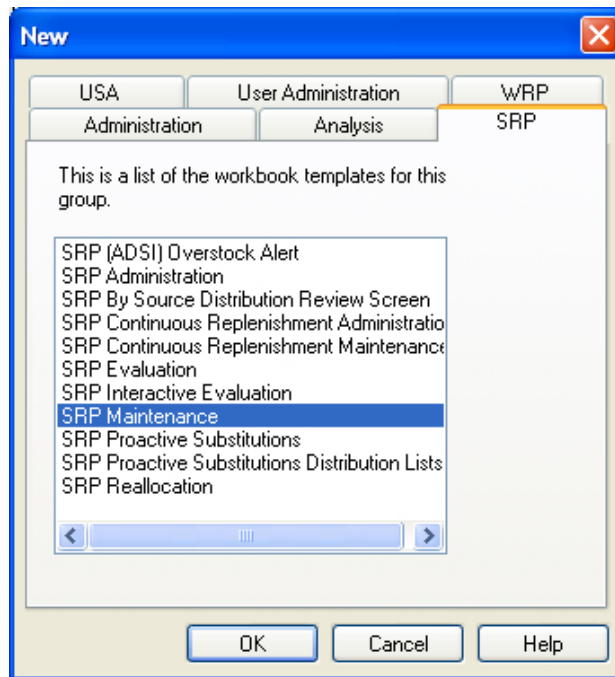 New
USA
User Administration
WRP
Administration
Analysis
SRP
This is a list of the workbook templates for this
group.
SRP (ADSI) Overstock Alert
SRP Administration
SRP By Source Distribution Review Screen
SRP Continuous Replenishment Administratio
SRP Continuous Replenishment Maintenance
SRP Evaluation
SRP Interactive Evaluation
SRP Maintenance
SRP Proactive Substitutions
SRP Proactive Substitutions Distribution Lists
SRP Reallocation
OK
Cancel
Help